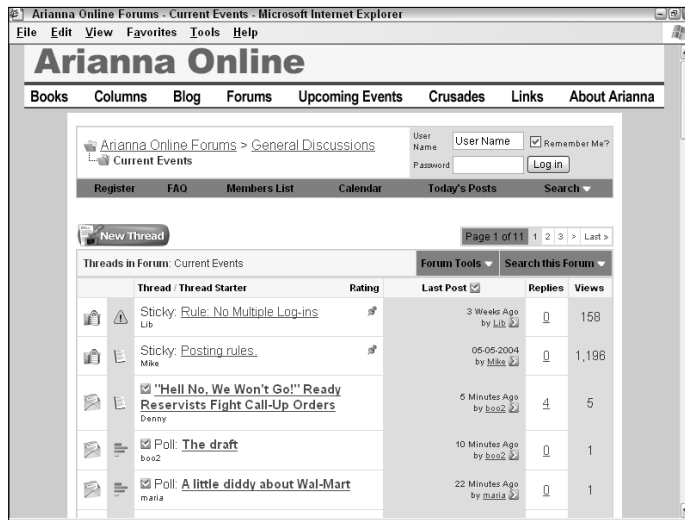 Arianna Online Forums - Current Events - Microsoft Internet Explorer
File Edit View Favorites Tools Help
Arianna Online
Books Columns Blog Forums Upcoming Events Crusades Links About Arianna
Arianna Online Forums > General Discussions
Current Events
User Name User Name Remember Me?
Password Log in
Register FAQ Members List Calendar Today's Posts Search
New Thread
Page 1 of 11 1 2 3 > Last »
Threads in Forum: Current Events Forum Tools Search this Forum
Thread / Thread Starter Rating Last Post Replies Views
Sticky: Rule: No Multiple Log-ins
Lib
3 Weeks Ago
by Lib
0 158
Sticky: Posting rules.
Mike
05-05-2004
by Mike
0 1,196
"Hell No, We Won't Go!" Ready
Reservists Fight Call-Up Orders
Denny
5 Minutes Ago
by boo2
4 5
Poll: The draft
boo2
10 Minutes Ago
by boo2
0 1
Poll: A little diddy about Wal-Mart
maria
22 Minutes Ago
by maria
0 1